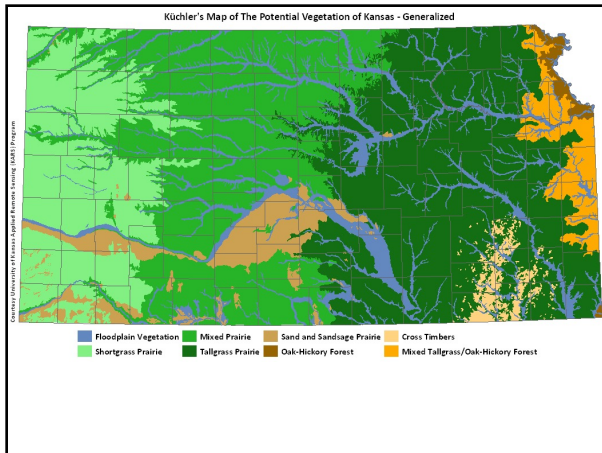 Küchler's Map of The Potential Vegetation of Kansas - Generalized
Courtesy University of Kansas Applied Remote Sensing (KARS) Program
Floodplain Vegetation Mixed Prairie Sand and Sandsage Prairie Cross Timbers
Shortgrass Prairie Tallgrass Prairie Oak-Hickory Forest Mixed Tallgrass/Oak-Hickory Forest